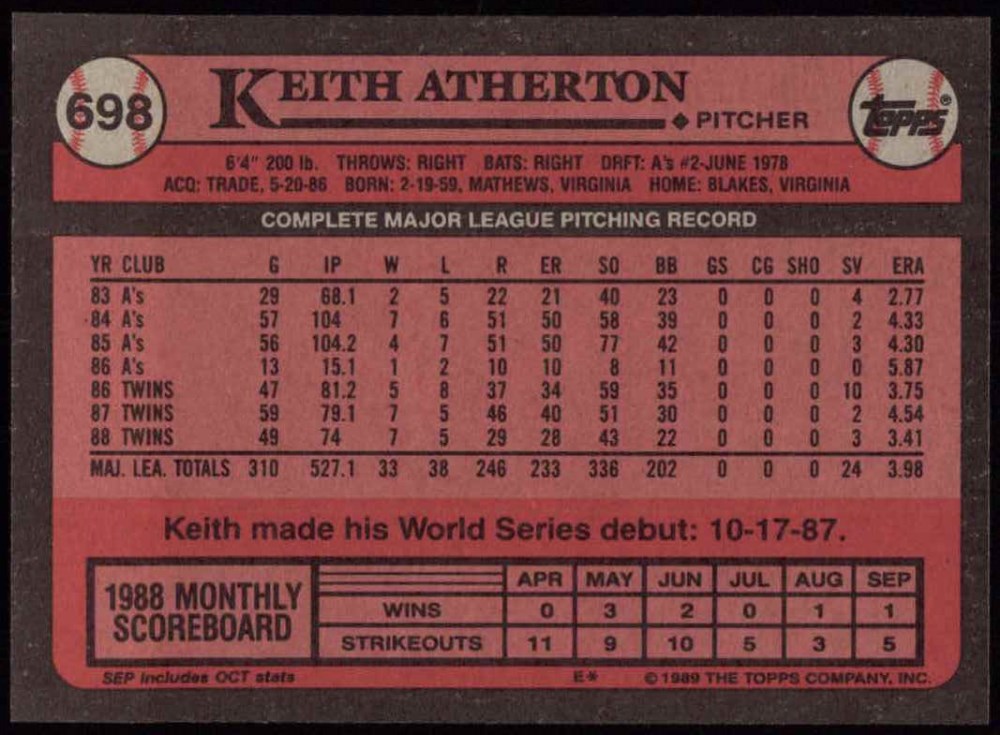 698
KEITH ATHERTON
◆ PITCHER
Topps®
6'4" 200 lb. THROWS: RIGHT BATS: RIGHT DRFT: A's #2-JUNE 1978
ACQ: TRADE, 5-20-86 BORN: 2-19-59, MATHEWS, VIRGINIA HOME: BLAKES, VIRGINIA
COMPLETE MAJOR LEAGUE PITCHING RECORD
YR CLUB G IP W L R ER SO BB GS CG SHO SV ERA
83 A's 29 68.1 2 5 22 21 40 23 0 0 0 4 2.77
84 A's 57 104 7 6 51 50 58 39 0 0 0 2 4.33
85 A's 56 104.2 4 7 51 50 77 42 0 0 0 3 4.30
86 A's 13 15.1 1 2 10 10 8 11 0 0 0 0 5.87
86 TWINS 47 81.2 5 8 37 34 59 35 0 0 0 10 3.75
87 TWINS 59 79.1 7 5 46 40 51 30 0 0 0 2 4.54
88 TWINS 49 74 7 5 29 28 43 22 0 0 0 3 3.41
MAJ. LEA. TOTALS 310 527.1 33 38 246 233 336 202 0 0 0 24 3.98
Keith made his World Series debut: 10-17-87.
1988 MONTHLY
SCOREBOARD
APR MAY JUN JUL AUG SEP
WINS 0 3 2 0 1 1
STRIKEOUTS 11 9 10 5 3 5
SEP includes OCT stats
E*
© 1989 THE TOPPS COMPANY, INC.